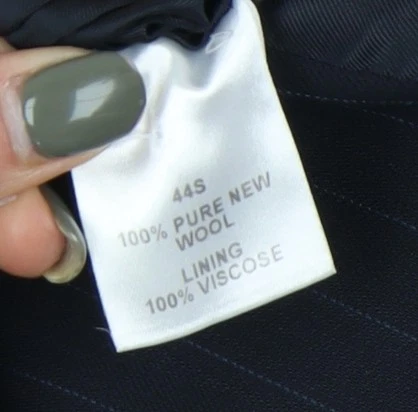 44S
100% PURE NEW
WOOL
LINING
100% VISCOSE